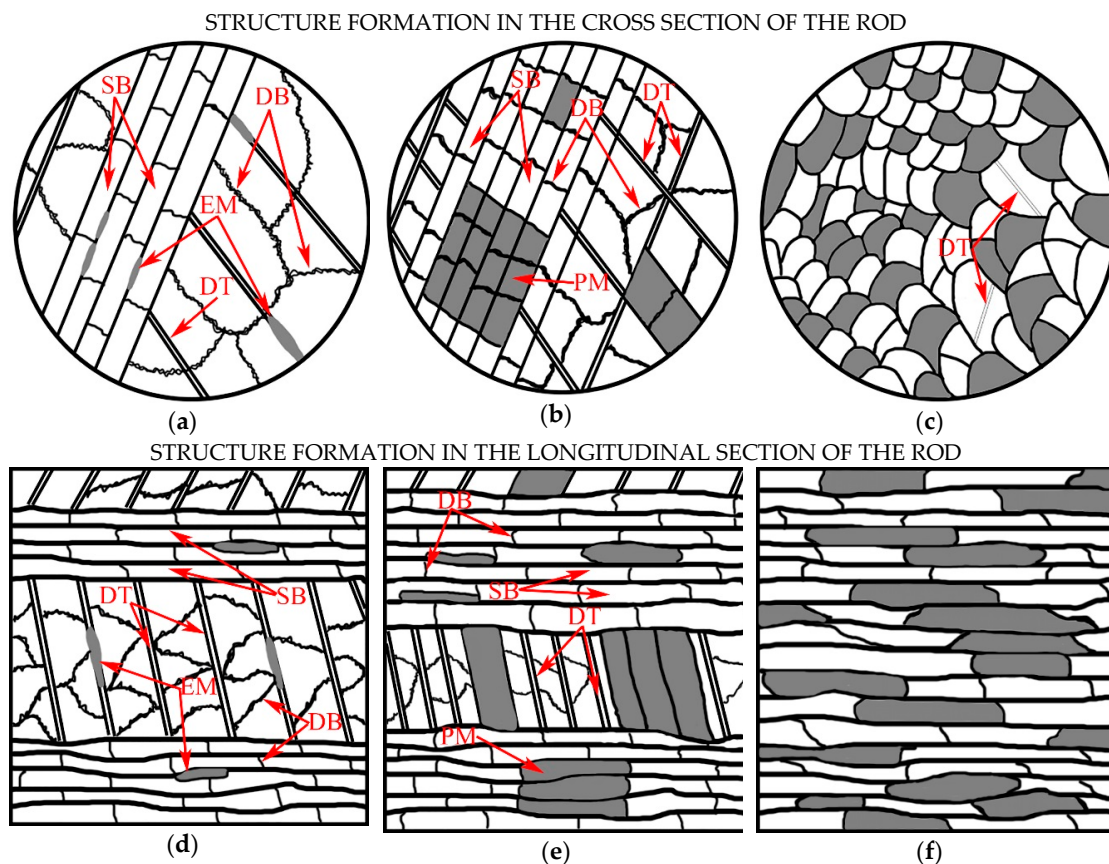 STRUCTURE FORMATION IN THE CROSS SECTION OF THE ROD
SB DB EM DT
SB DB DT PM
DT
(a) (b) (c)
STRUCTURE FORMATION IN THE LONGITUDINAL SECTION OF THE ROD
SB DT EM DB
DB SB DT PM
(d) (e) (f)